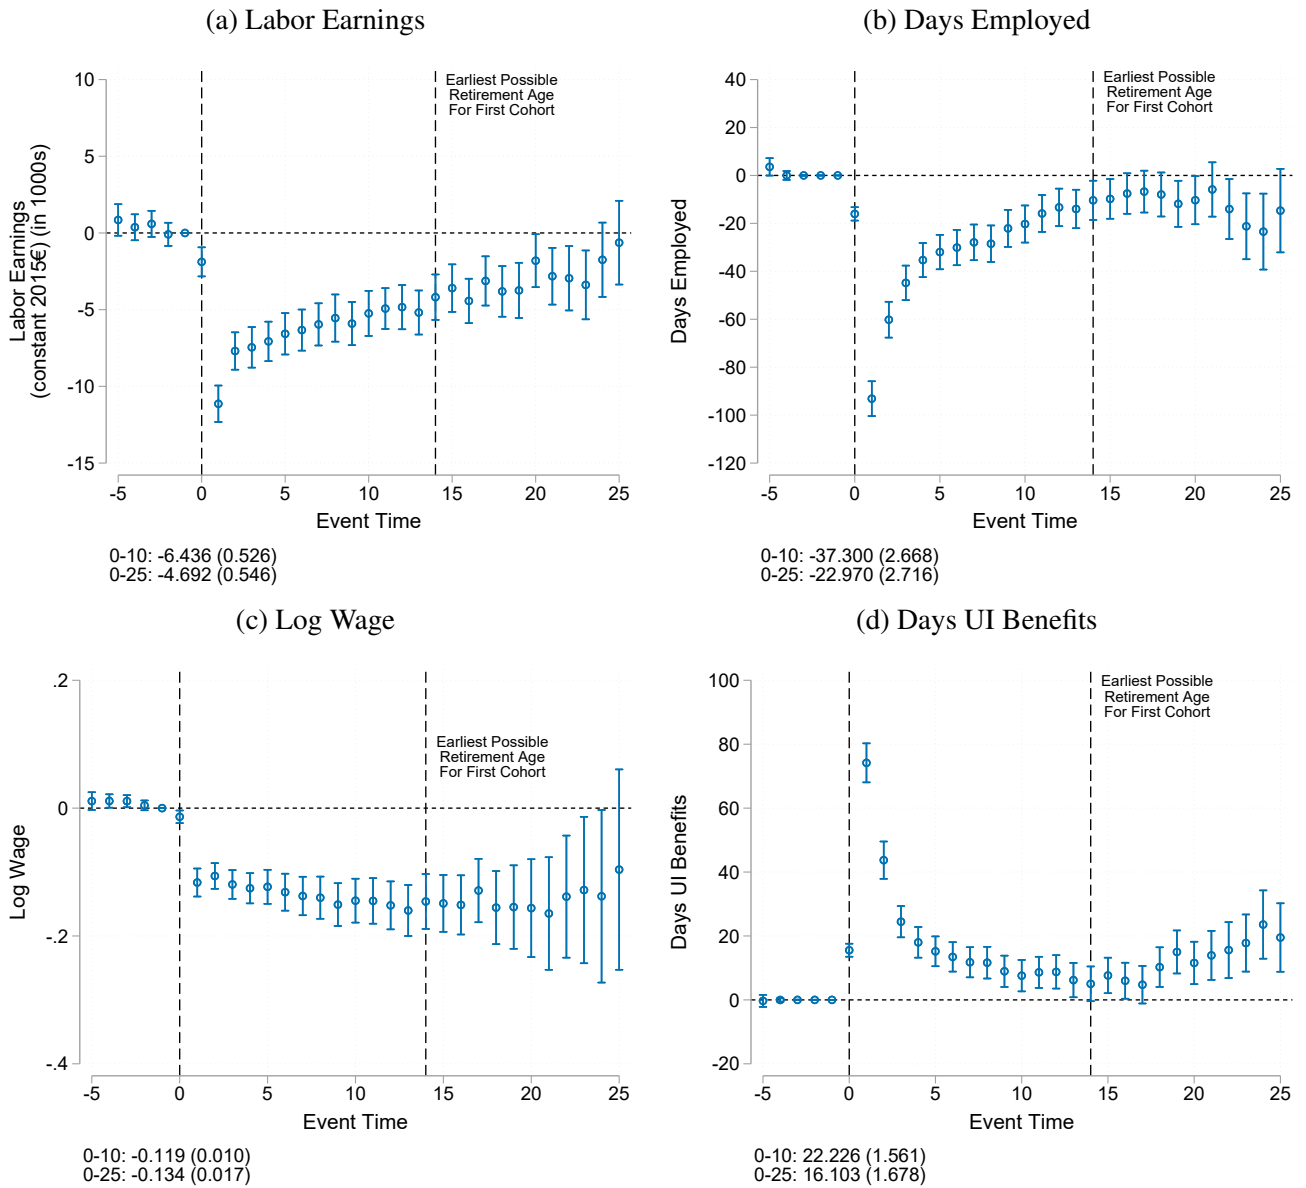 (a) Labor Earnings
10
5
0
-5
-10
-15
Labor Earnings
(constant 2015€) (in 1000s)
Earliest Possible
Retirement Age
For First Cohort
-5 0 5 10 15 20 25
Event Time
0-10: -6.436 (0.526)
0-25: -4.692 (0.546)
(b) Days Employed
40
20
0
-20
-40
-60
-80
-100
-120
Days Employed
Earliest Possible
Retirement Age
For First Cohort
-5 0 5 10 15 20 25
Event Time
0-10: -37.300 (2.668)
0-25: -22.970 (2.716)
(c) Log Wage
.2
0
-.2
-.4
Log Wage
Earliest Possible
Retirement Age
For First Cohort
-5 0 5 10 15 20 25
Event Time
0-10: -0.119 (0.010)
0-25: -0.134 (0.017)
(d) Days UI Benefits
100
80
60
40
20
0
-20
Days UI Benefits
Earliest Possible
Retirement Age
For First Cohort
-5 0 5 10 15 20 25
Event Time
0-10: 22.226 (1.561)
0-25: 16.103 (1.678)